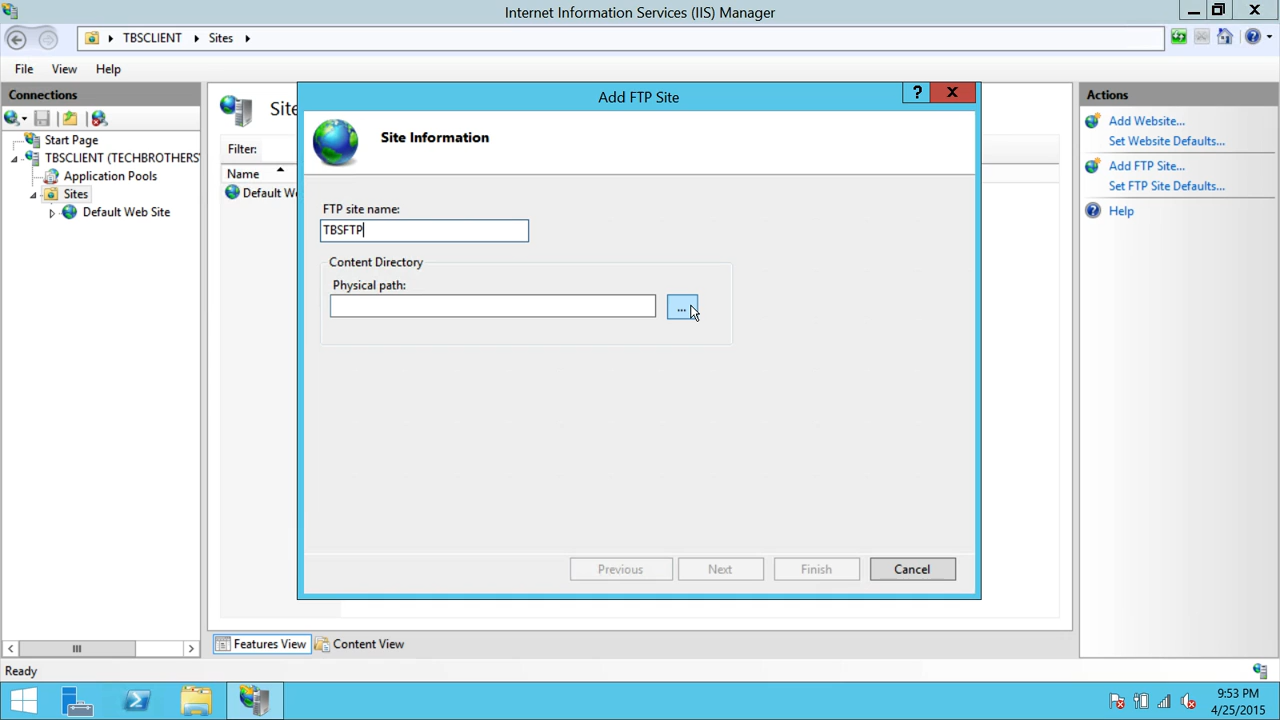 Internet Information Services (IIS) Manager
TBSCLIENT
Sites
File View Help
Connections
Start Page
TBSCLIENT (TECHBROTHERS
Application Pools
Sites
Default Web Site
Site
Filter:
Name
Default We
Add FTP Site
?
Site Information
FTP site name:
TBSFTP
Content Directory
Physical path:
...
Previous Next Finish Cancel
Actions
Add Website...
Set Website Defaults...
Add FTP Site...
Set FTP Site Defaults...
Help
Features View Content View
Ready
9:53 PM
4/25/2015